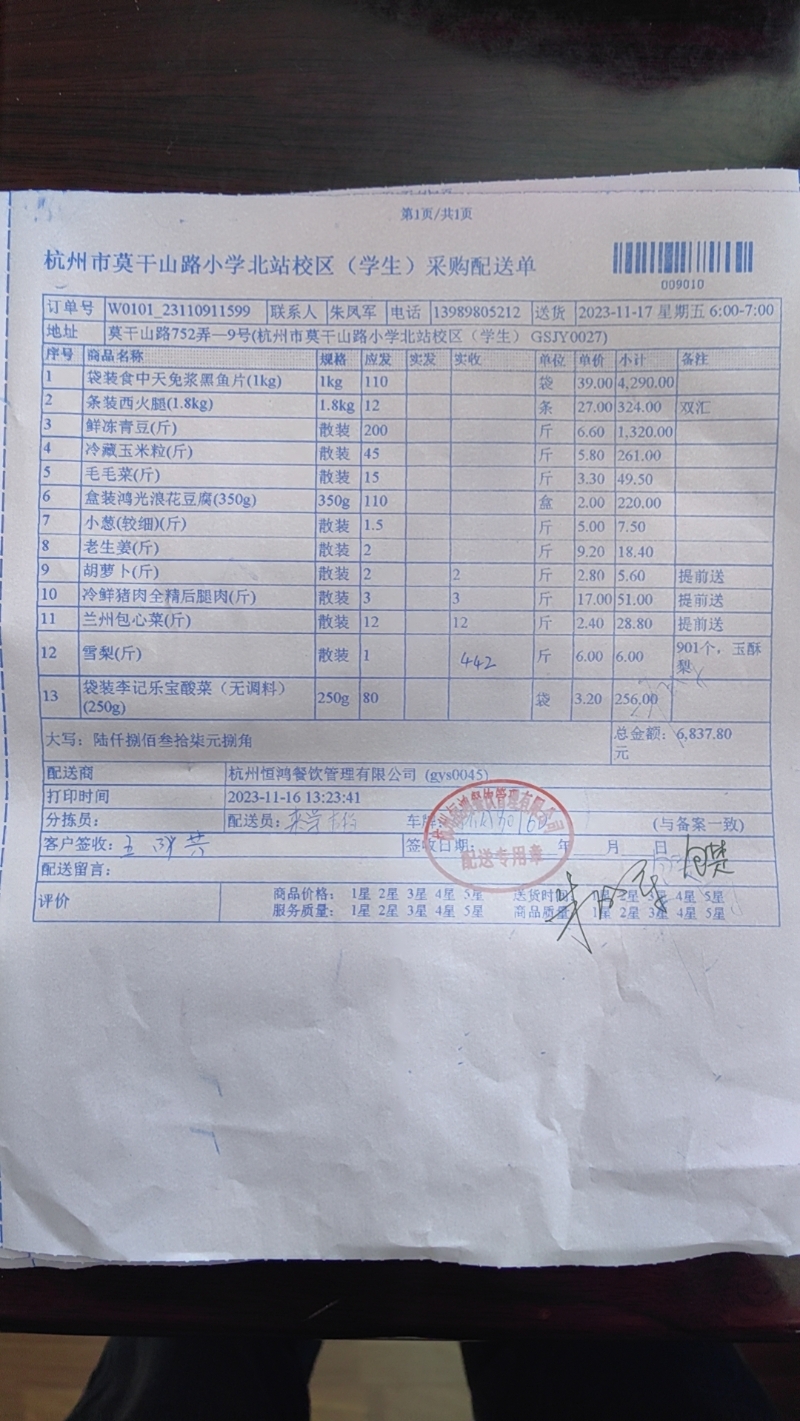 第1页/共1页
杭州市莫干山路小学北站校区（学生）采购配送单
009010
订单号 W0101_23110911599 联系人 朱凤军 电话 13989805212 送货 2023-11-17 星期五 6:00-7:00
地址 莫干山路752弄—9号(杭州市莫干山路小学北站校区（学生）GSJY0027)
序号 商品名称 规格 应发 实发 实收 单位 单价 小计 备注
1 袋装食中天免浆黑鱼片(1kg) 1kg 110 袋 39.00 4,290.00
2 条装西火腿(1.8kg) 1.8kg 12 条 27.00 324.00 双汇
3 鲜冻青豆(斤) 散装 200 斤 6.60 1,320.00
4 冷藏玉米粒(斤) 散装 45 斤 5.80 261.00
5 毛毛菜(斤) 散装 15 斤 3.30 49.50
6 盒装鸿光浪花豆腐(350g) 350g 110 盒 2.00 220.00
7 小葱(较细)(斤) 散装 1.5 斤 5.00 7.50
8 老生姜(斤) 散装 2 斤 9.20 18.40
9 胡萝卜(斤) 散装 2 2 斤 2.80 5.60 提前送
10 冷鲜猪肉全精后腿肉(斤) 散装 3 3 斤 17.00 51.00 提前送
11 兰州包心菜(斤) 散装 12 12 斤 2.40 28.80 提前送
12 雪梨(斤) 散装 1 442 斤 6.00 6.00 901个，玉酥梨
13 袋装李记乐宝酸菜（无调料）(250g) 250g 80 袋 3.20 256.00
大写：陆仟捌佰叁拾柒元捌角 总金额：6,837.80元
配送商 杭州恒鸿餐饮管理有限公司 (gys0045)
打印时间 2023-11-16 13:23:41
分拣员： 配送员： 车牌： (与备案一致)
客户签收： 签收日期： 年 月 日
配送专用章
配送留言：
评价 商品价格： 1星 2星 3星 4星 5星 送货时间： 1星 2星 3星 4星 5星
服务质量： 1星 2星 3星 4星 5星 商品质量： 1星 2星 3星 4星 5星